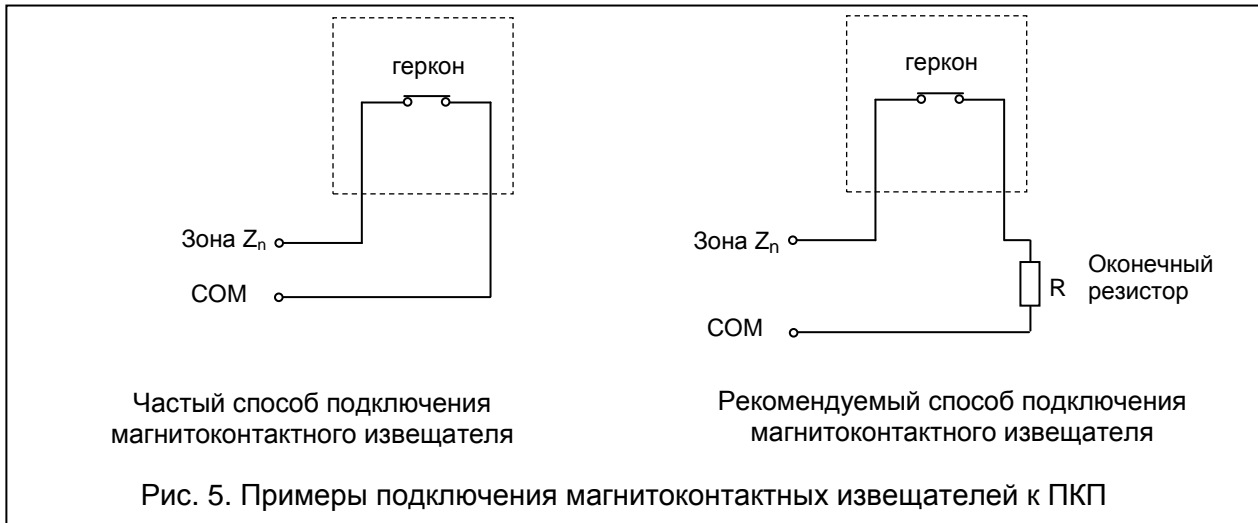 геркон
Зона Zn
COM
Частый способ подключения
магнитоконтактного извещателя
геркон
Зона Zn
COM
R
Оконечный
резистор
Рекомендуемый способ подключения
магнитоконтактного извещателя
Рис. 5. Примеры подключения магнитоконтактных извещателей к ПКП